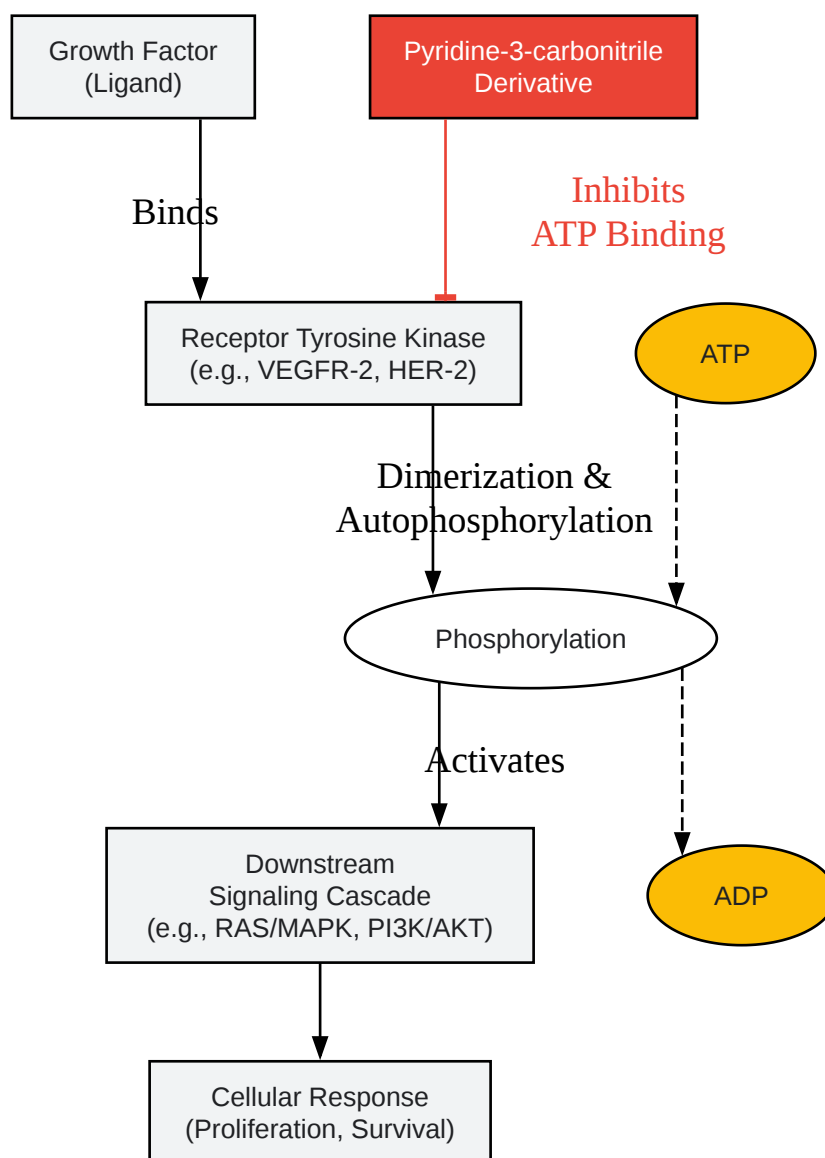 Growth Factor
(Ligand)
Pyridine-3-carbonitrile
Derivative
Binds
Inhibits
ATP Binding
Receptor Tyrosine Kinase
(e.g., VEGFR-2, HER-2)
ATP
Dimerization &
Autophosphorylation
Phosphorylation
Activates
Downstream
Signaling Cascade
(e.g., RAS/MAPK, PI3K/AKT)
ADP
Cellular Response
(Proliferation, Survival)